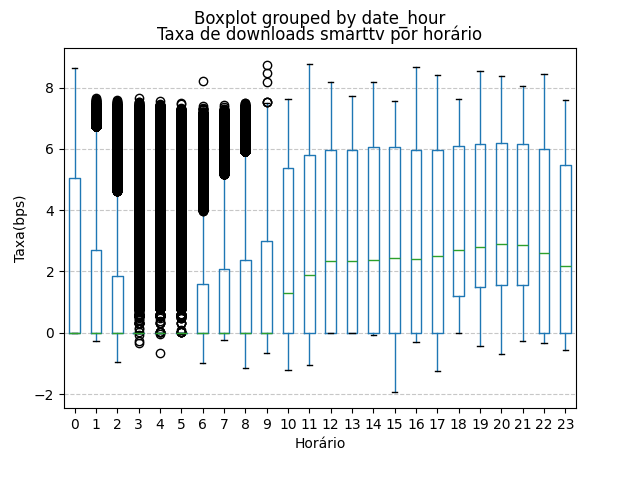 Boxplot grouped by date_hour
Taxa de downloads smarttv por horário
8
6
4
2
0
−2
Taxa(bps)
0 1 2 3 4 5 6 7 8 9 10 11 12 13 14 15 16 17 18 19 20 21 22 23
Horário